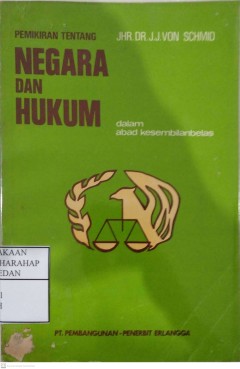 PEMIKIRAN TENTANG
JHR. DR. J.J. VON SCHMID
NEGARA
DAN
HUKUM
dalam
abad kesembilanbelas
AKAAN
HARAHAP
EDAN
PT. PEMBANGUNAN - PENERBIT ERLANGGA